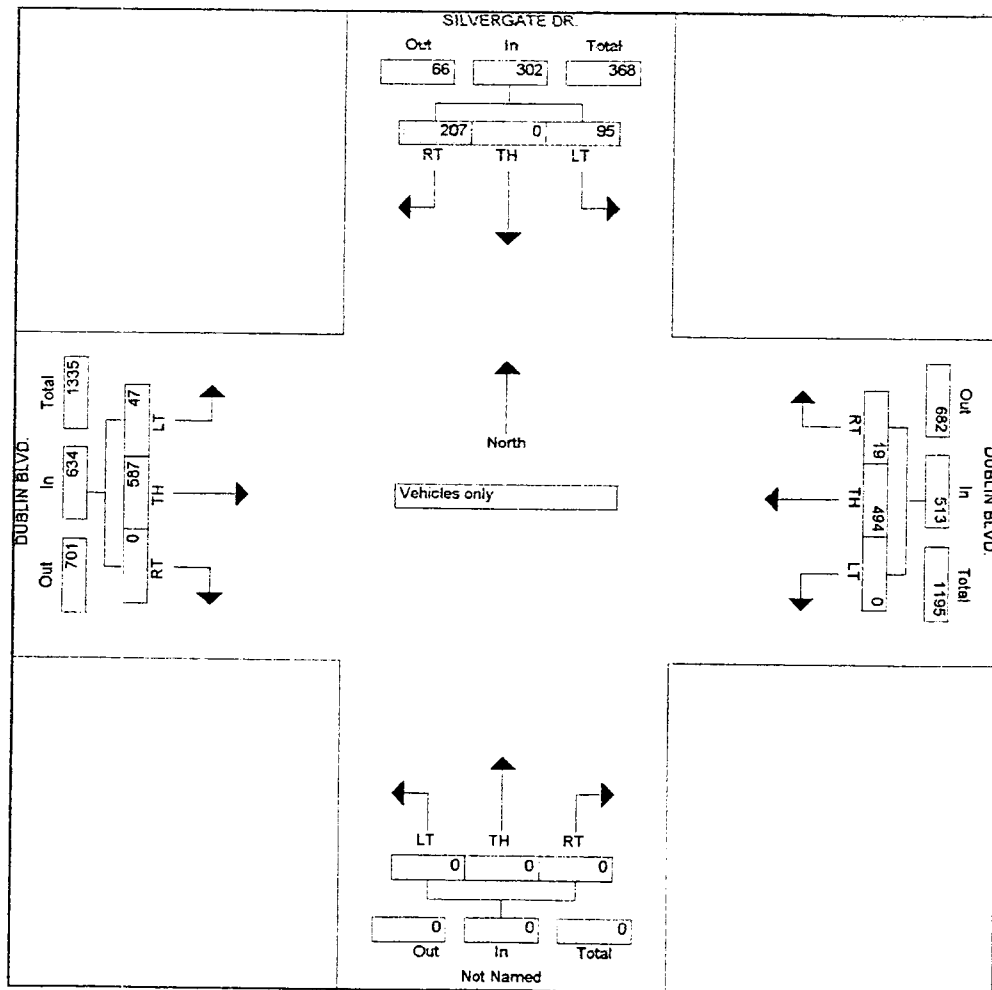 SILVERGATE DR.
Out In Total
66 302 368
207 0 95
RT TH LT
DUBLIN BLVD.
Total In Out
1335 634 701
47 587 0
LT TH RT
North
Vehicles only
RT TH LT
19 494 0
682 513 1195
Out In Total
DUBLIN BLVD.
LT TH RT
0 0 0
0 0 0
Out In Total
Not Named